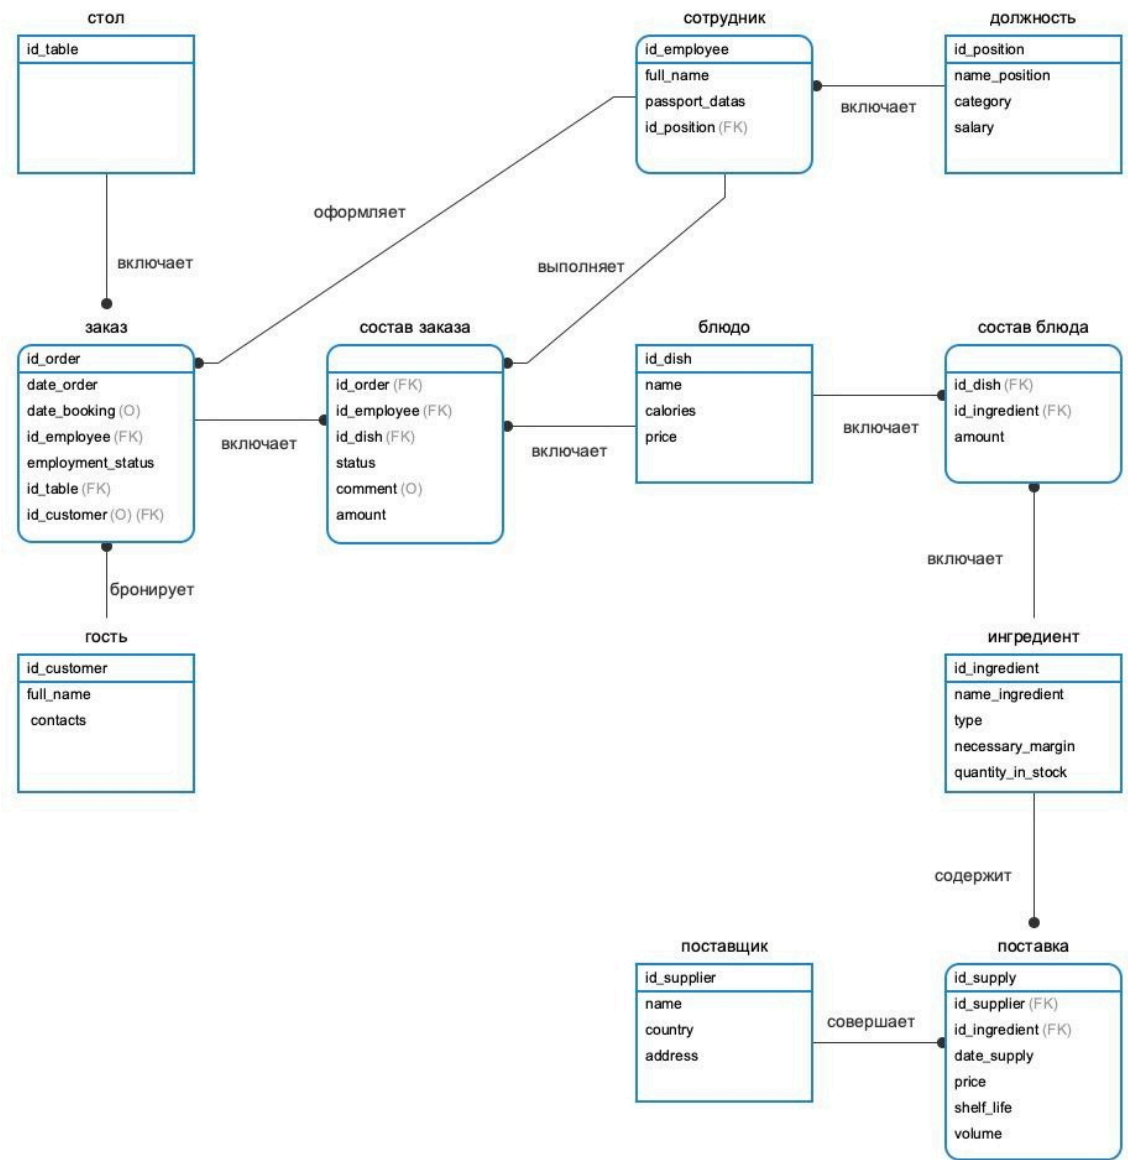 стол
id_table
сотрудник
id_employee
full_name
passport_datas
id_position (FK)
должность
id_position
name_position
category
salary
включает
оформляет
включает
выполняет
заказ
id_order
date_order
date_booking (O)
id_employee (FK)
employment_status
id_table (FK)
id_customer (O) (FK)
включает
состав заказа
id_order (FK)
id_employee (FK)
id_dish (FK)
status
comment (O)
amount
включает
блюдо
id_dish
name
calories
price
включает
состав блюда
id_dish (FK)
id_ingredient (FK)
amount
бронирует
включает
гость
id_customer
full_name
contacts
ингредиент
id_ingredient
name_ingredient
type
necessary_margin
quantity_in_stock
содержит
поставщик
id_supplier
name
country
address
совершает
поставка
id_supply
id_supplier (FK)
id_ingredient (FK)
date_supply
price
shelf_life
volume